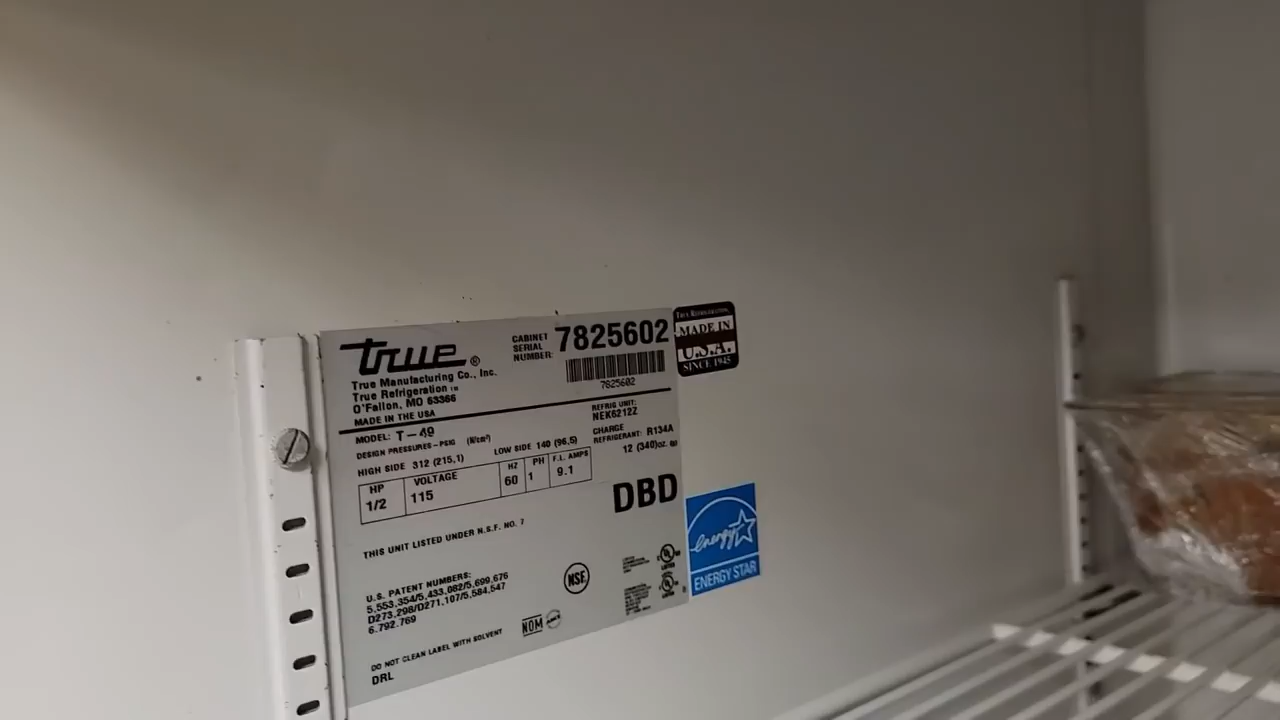 true®
True Manufacturing Co., Inc.
True Refrigeration ™
O'Fallon, MO 63366
MADE IN THE USA
CABINET
SERIAL
NUMBER:
7825602
7825602
TRUE REFRIGERATION
MADE IN
U.S.A.
SINCE 1945
MODEL: T-49
DESIGN PRESSURES-PSIG (N/cm²)
HIGH SIDE 312 (215,1) LOW SIDE 140 (96,5)
REFRIG UNIT:
NEK6212Z
CHARGE
REFRIGERANT: R134A
12 (340)oz.
HP VOLTAGE HZ PH F.L. AMPS
1/2 115 60 1 9.1
DBD
THIS UNIT LISTED UNDER N.S.F. NO. 7
U.S. PATENT NUMBERS:
5,553,354/5,433,082/5,699,676
D273,298/D271,107/5,584,547
6,792,769
NSF
NOM
DO NOT CLEAN LABEL WITH SOLVENT
DRL
energy
ENERGY STAR